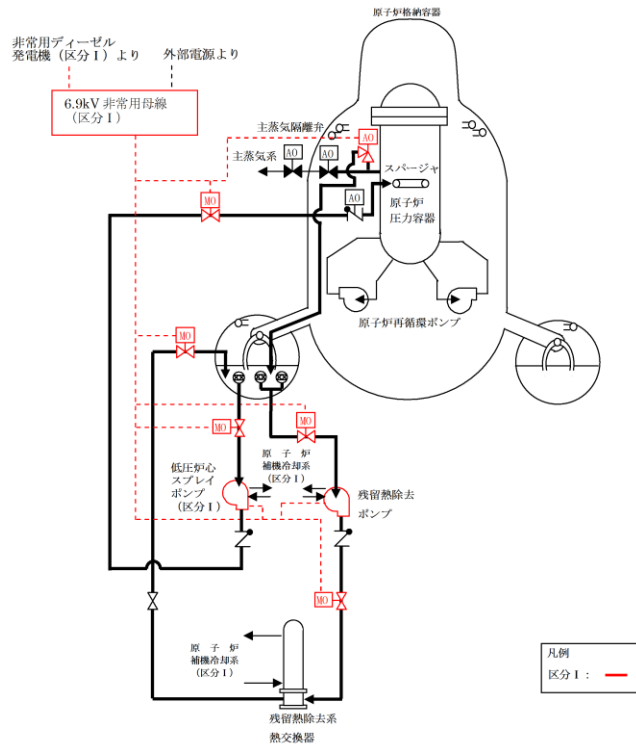 原子炉格納容器
非常用ディーゼル
発電機（区分Ⅰ）より
外部電源より
6.9kV 非常用母線
（区分Ⅰ）
主蒸気隔離弁
AO
主蒸気系
AO
AO
スパージャ
MO
AO
原子炉
圧力容器
原子炉再循環ポンプ
MO
MO
MO
低圧炉心
スプレイ
ポンプ
（区分Ⅰ）
原 子 炉
補機冷却系
（区分Ⅰ）
残留熱除去
ポンプ
MO
原 子 炉
補機冷却系
（区分Ⅰ）
残留熱除去系
熱交換器
凡例
区分Ⅰ：